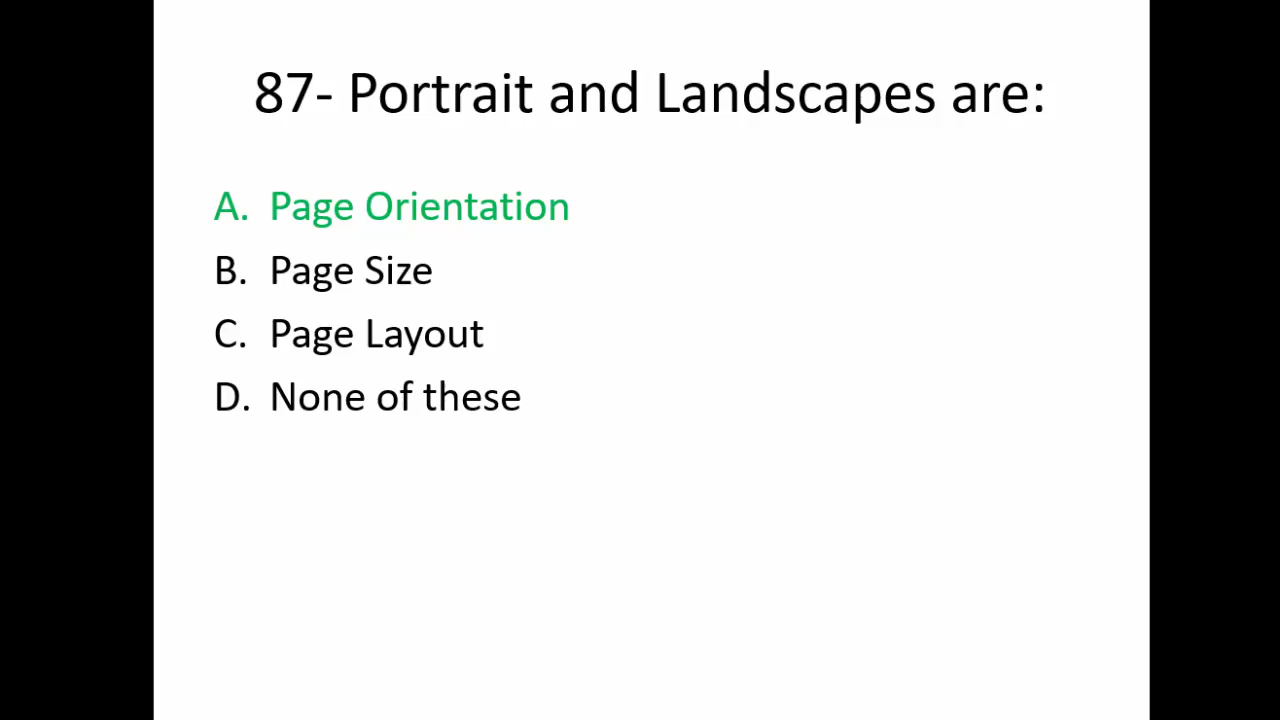 87- Portrait and Landscapes are:
A. Page Orientation
B. Page Size
C. Page Layout
D. None of these